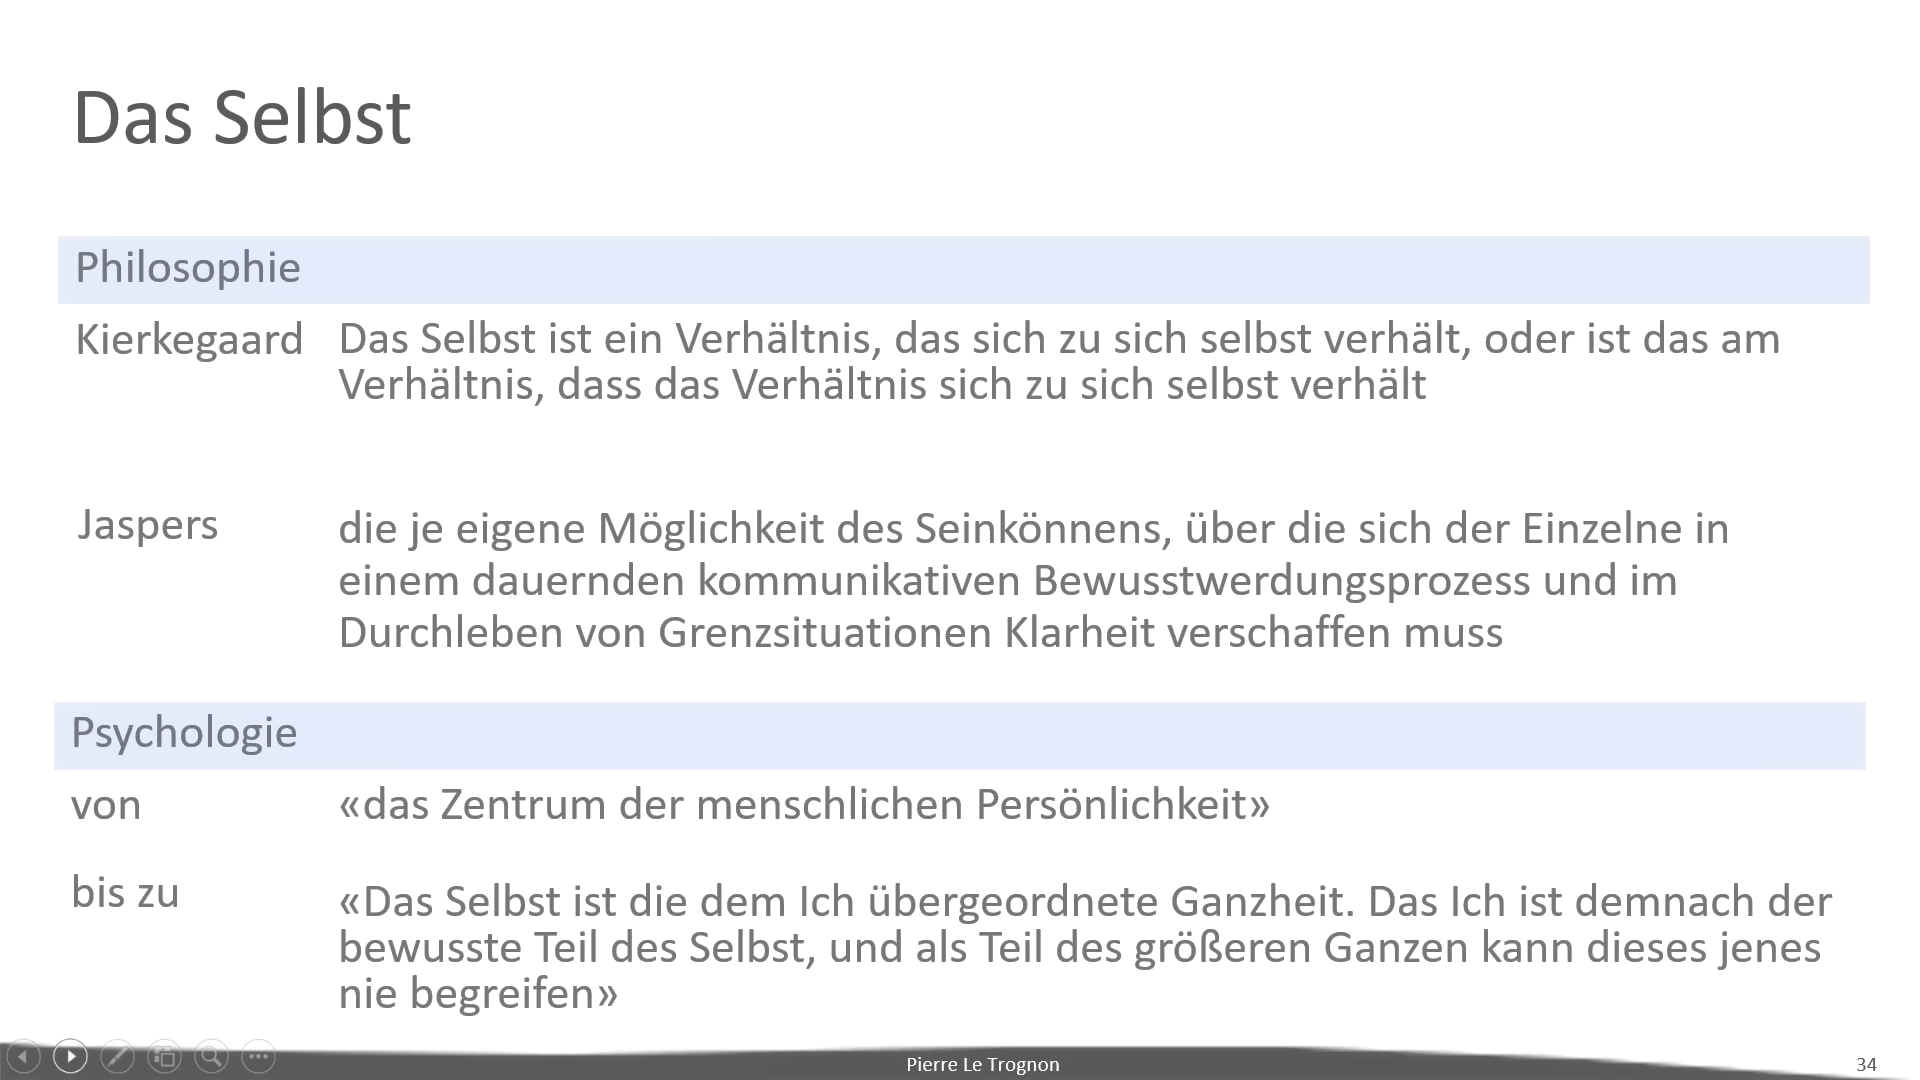 Das Selbst
Philosophie
Kierkegaard Das Selbst ist ein Verhältnis, das sich zu sich selbst verhält, oder ist das am
Verhältnis, dass das Verhältnis sich zu sich selbst verhält
Jaspers die je eigene Möglichkeit des Seinkönnens, über die sich der Einzelne in
einem dauernden kommunikativen Bewusstwerdungsprozess und im
Durchleben von Grenzsituationen Klarheit verschaffen muss
Psychologie
von «das Zentrum der menschlichen Persönlichkeit»
bis zu «Das Selbst ist die dem Ich übergeordnete Ganzheit. Das Ich ist demnach der
bewusste Teil des Selbst, und als Teil des größeren Ganzen kann dieses jenes
nie begreifen»
Pierre Le Trognon 34